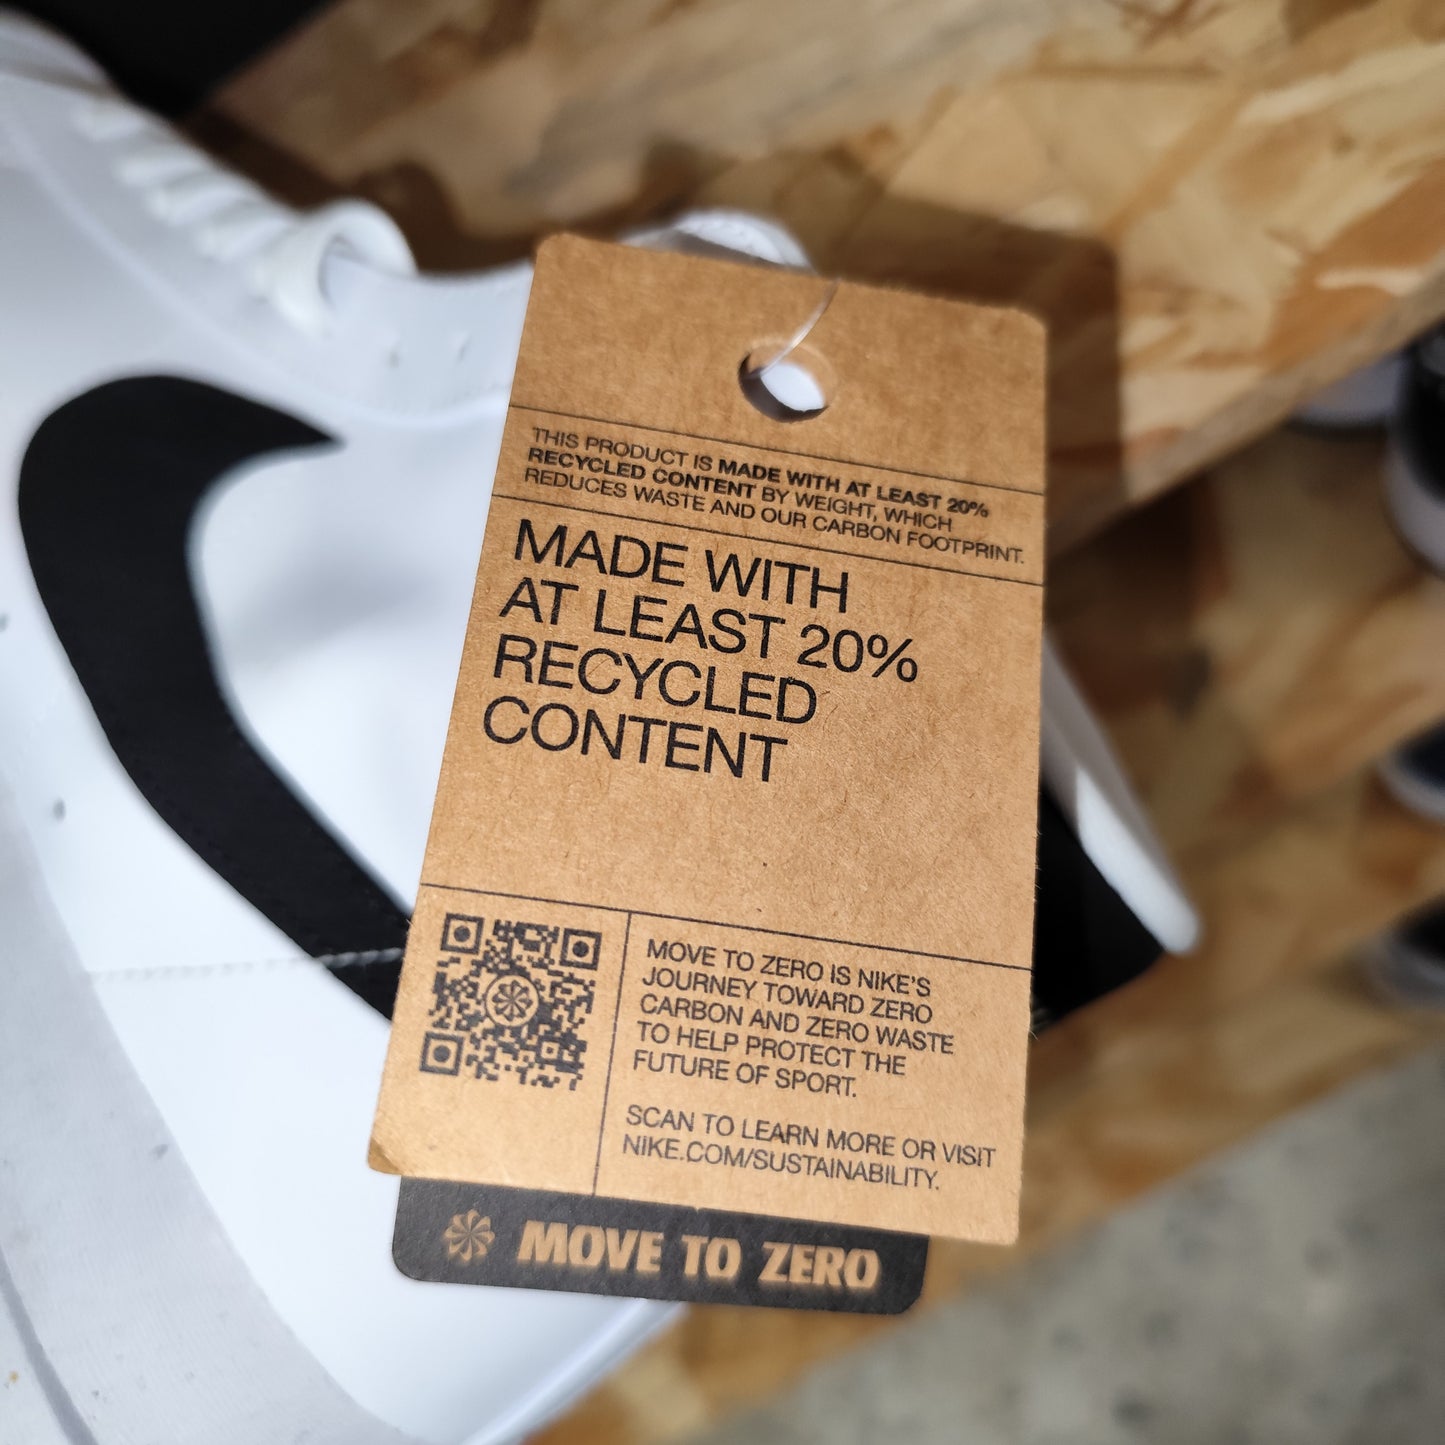 THIS PRODUCT IS MADE WITH AT LEAST 20%
RECYCLED CONTENT BY WEIGHT, WHICH
REDUCES WASTE AND OUR CARBON FOOTPRINT.
MADE WITH
AT LEAST 20%
RECYCLED
CONTENT
MOVE TO ZERO IS NIKE'S
JOURNEY TOWARD ZERO
CARBON AND ZERO WASTE
TO HELP PROTECT THE
FUTURE OF SPORT.
SCAN TO LEARN MORE OR VISIT
NIKE.COM/SUSTAINABILITY.
MOVE TO ZERO